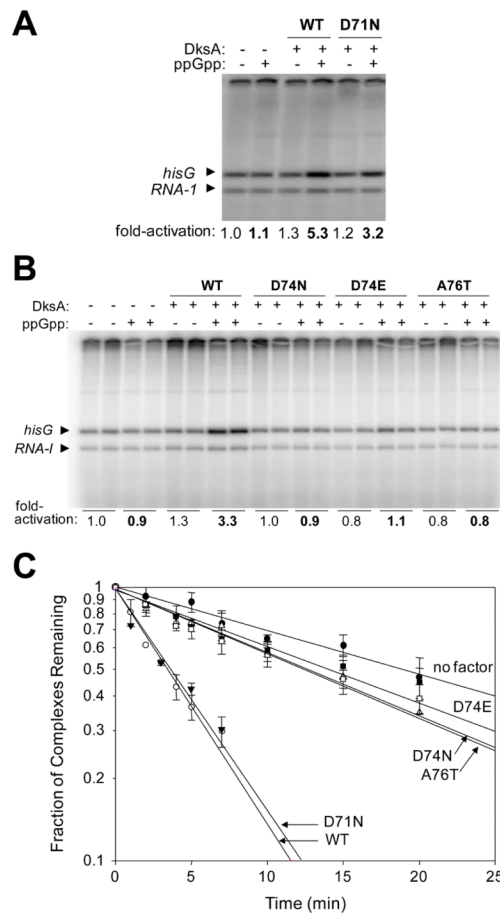 A
WT D71N
DksA: - - + + + +
ppGpp: - + - + - +
hisG ►
RNA-1 ►
fold-activation: 1.0 1.1 1.3 5.3 1.2 3.2
B
WT D74N D74E A76T
DksA: - - - - + + + + + + + + + + + + + + + +
ppGpp: - - + + - - + + - - + + - - + + - - + +
hisG ►
RNA-I ►
fold-
activation: 1.0 0.9 1.3 3.3 1.0 0.9 0.8 1.1 0.8 0.8
C
Fraction of Complexes Remaining
1
0.9
0.8
0.7
0.6
0.5
0.4
0.3
0.2
0.1
no factor
D74E
D74N
A76T
D71N
WT
0 5 10 15 20 25
Time (min)